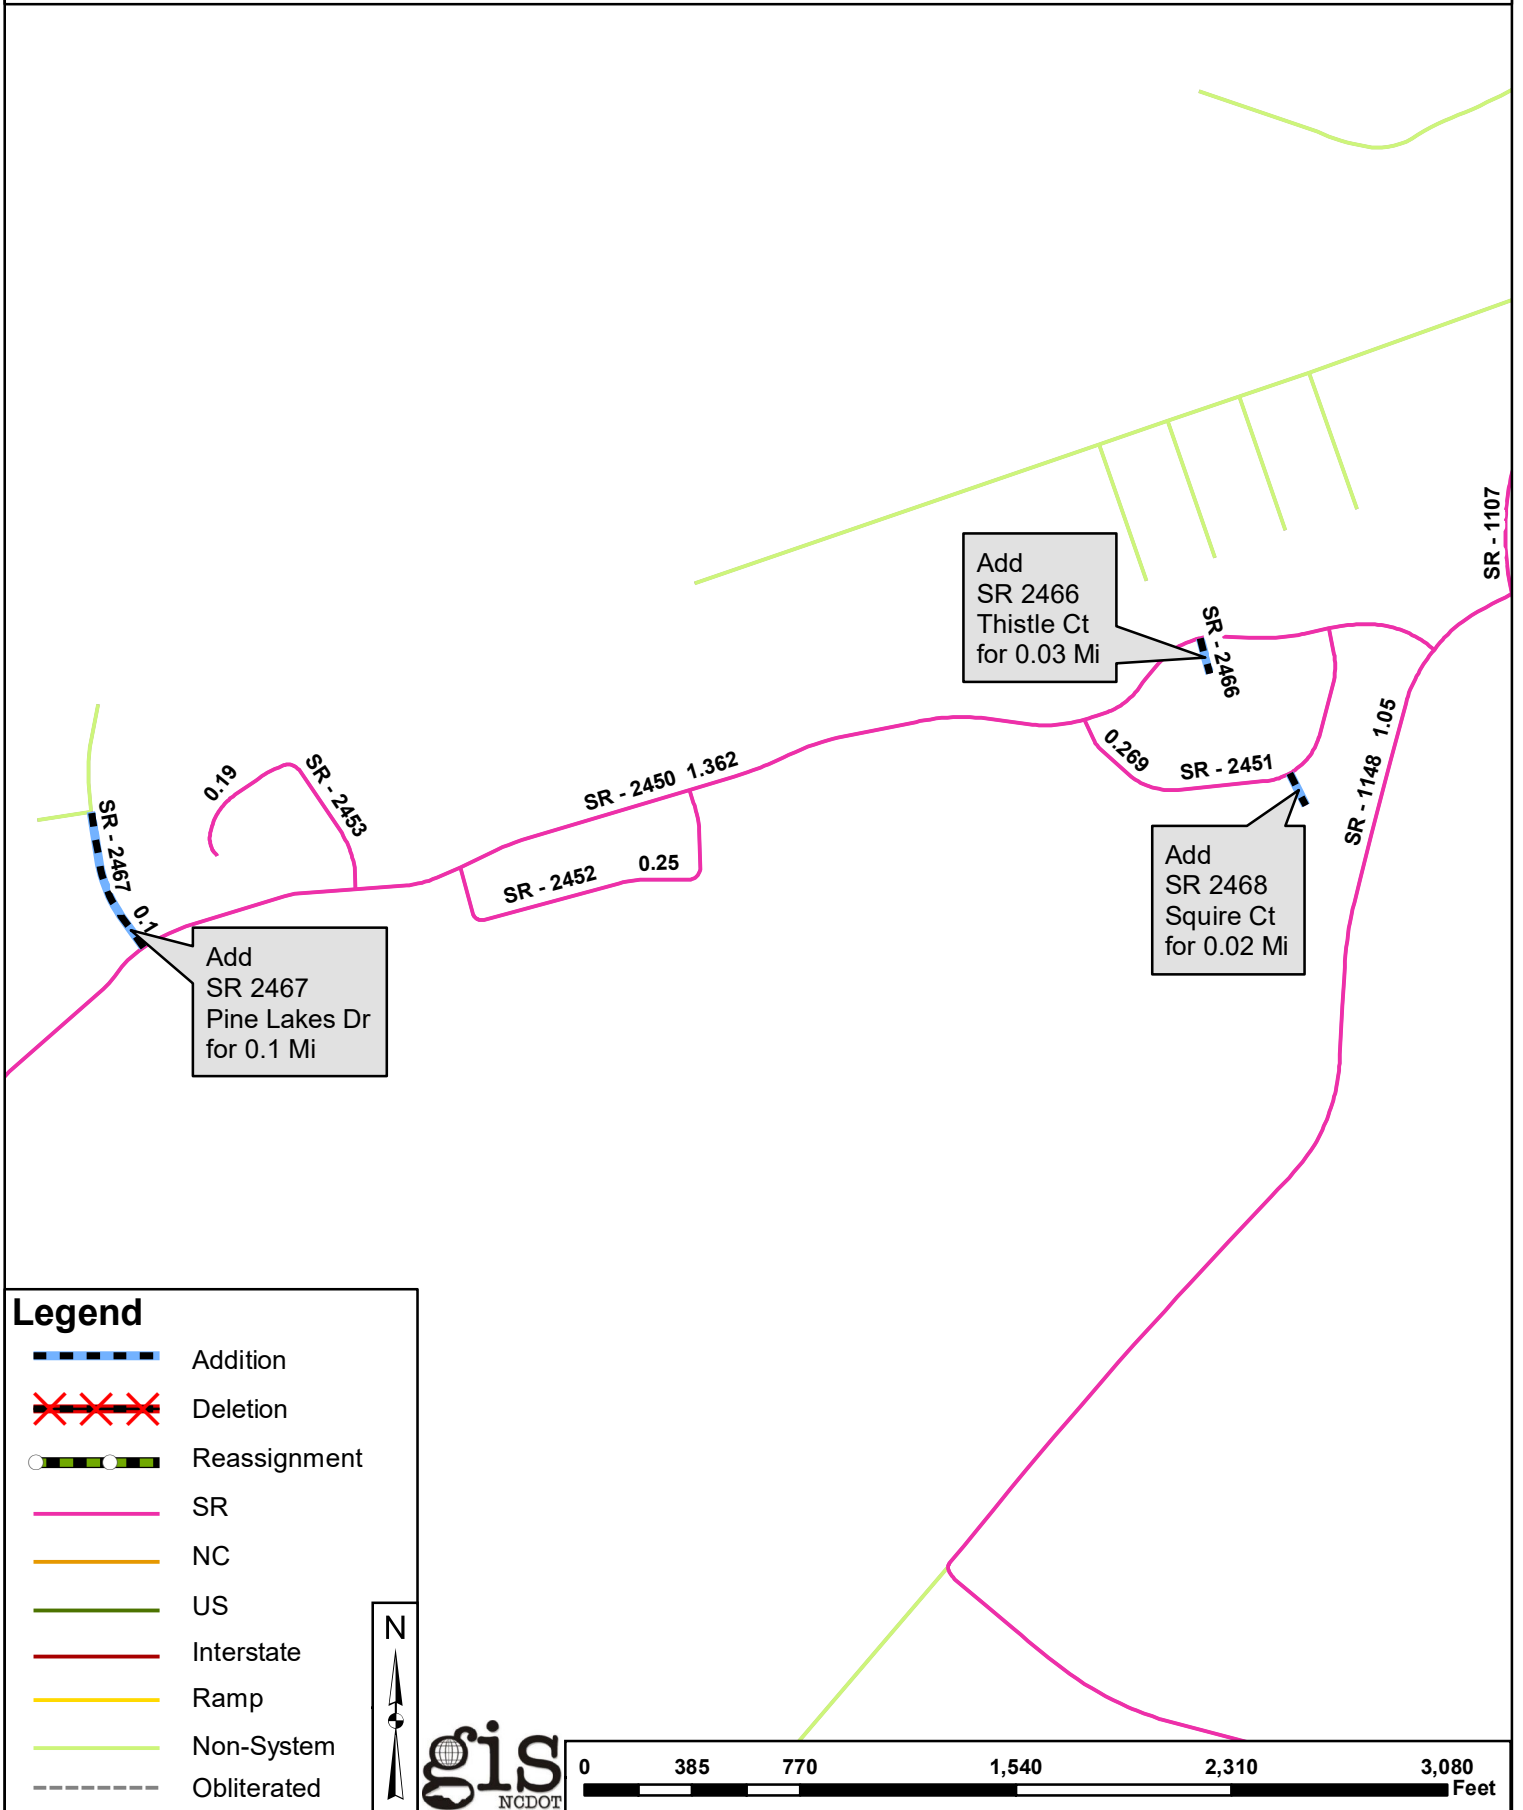 SR - 1107
Add
SR 2466
Thistle Ct
for 0.03 Mi
SR - 2466
SR - 1148 1.05
0.269
SR - 2451
SR - 2450 1.362
0.19
SR - 2453
SR - 2467 0.1
SR - 2452 0.25
Add
SR 2468
Squire Ct
for 0.02 Mi
Add
SR 2467
Pine Lakes Dr
for 0.1 Mi
Legend
Addition
Deletion
Reassignment
SR
NC
US
Interstate
Ramp
Non-System
Obliterated
N
gis
NCDOT
0 385 770 1,540 2,310 3,080
Feet